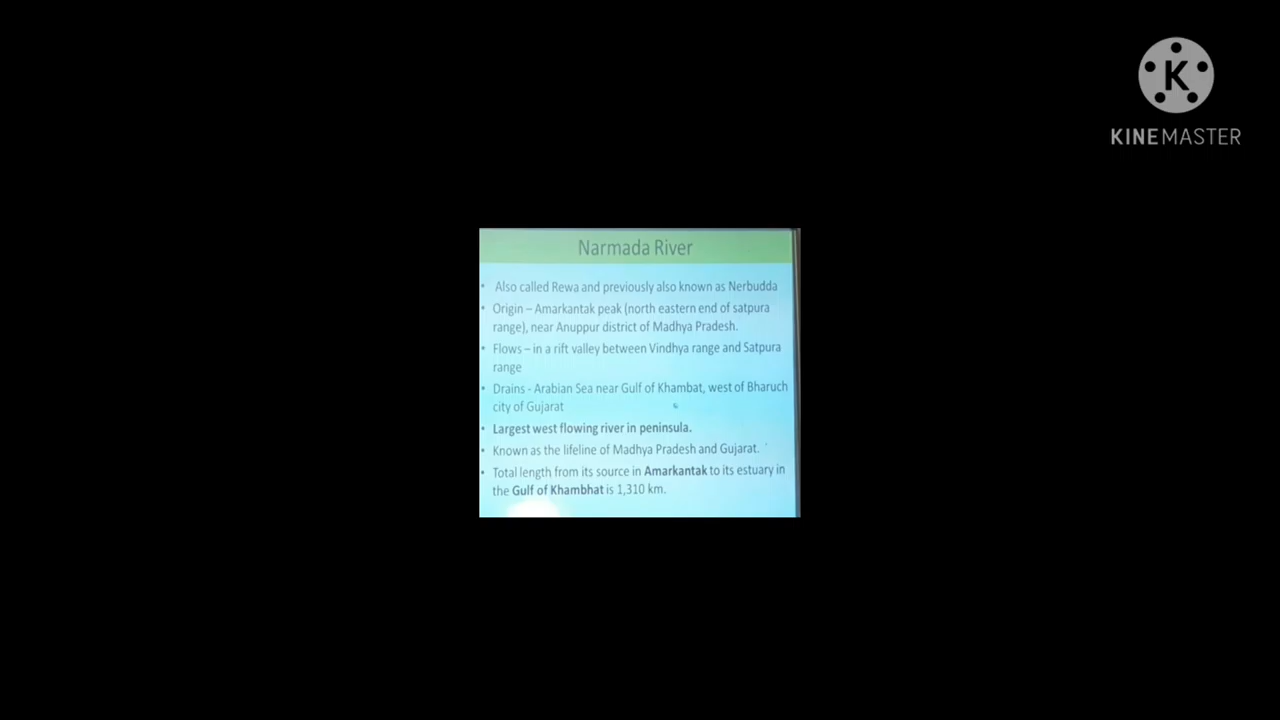 KINEMASTER
Narmada River
• Also called Rewa and previously also known as Nerbudda
• Origin – Amarkantak peak (north eastern end of satpura
range), near Anuppur district of Madhya Pradesh.
• Flows – in a rift valley between Vindhya range and Satpura
range
• Drains - Arabian Sea near Gulf of Khambat, west of Bharuch
city of Gujarat
• Largest west flowing river in peninsula.
• Known as the lifeline of Madhya Pradesh and Gujarat.
• Total length from its source in Amarkantak to its estuary in
the Gulf of Khambhat is 1,310 km.